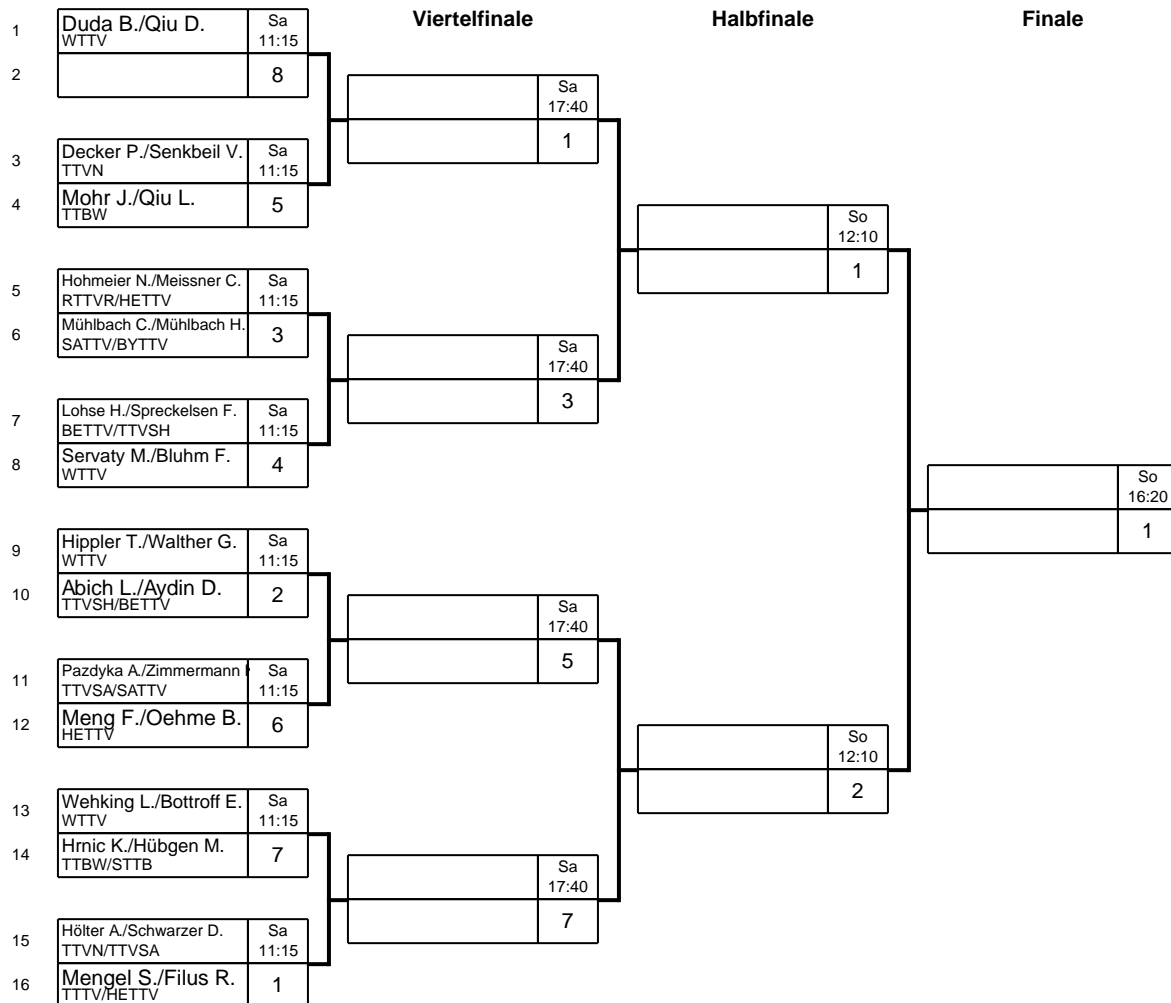 Viertelfinale
Halbfinale
Finale
1
Duda B./Qiu D.
WTTV
Sa
11:15
2
8
Sa
17:40
1
3
Decker P./Senkbeil V.
TTVN
Sa
11:15
4
Mohr J./Qiu L.
TTBW
5
So
12:10
1
5
Hohmeier N./Meissner C.
RTTVR/HETTV
Sa
11:15
6
Mühlbach C./Mühlbach H.
SATTV/BYTTV
3
Sa
17:40
3
7
Lohse H./Spreckelsen F.
BETTV/TTVSH
Sa
11:15
8
Servaty M./Bluhm F.
WTTV
4
So
16:20
1
9
Hippler T./Walther G.
WTTV
Sa
11:15
10
Abich L./Aydin D.
TTVSH/BETTV
2
Sa
17:40
5
11
Pazdyka A./Zimmermann
TTVSA/SATTV
Sa
11:15
12
Meng F./Oehme B.
HETTV
6
So
12:10
2
13
Wehking L./Bottroff E.
WTTV
Sa
11:15
14
Hrnic K./Hübgen M.
TTBW/STTB
7
Sa
17:40
7
15
Hölter A./Schwarzer D.
TTVN/TTVSA
Sa
11:15
16
Mengel S./Filus R.
TTTV/HETTV
1